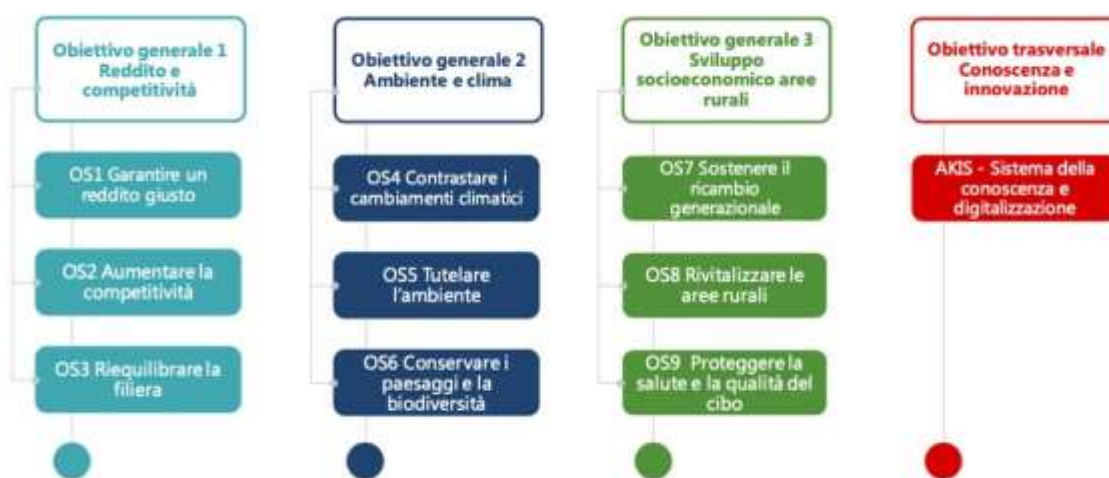 Obiettivo generale 1
Reddito e
competitività
OS1 Garantire un
reddito giusto
OS2 Aumentare la
competitività
OS3 Riequilibrare la
filiera
Obiettivo generale 2
Ambiente e clima
OS4 Contrastare i
cambiamenti climatici
OS5 Tutelare
l'ambiente
OS6 Conservare i
paesaggi e la
biodiversità
Obiettivo generale 3
Sviluppo
socioeconomico aree
rurali
OS7 Sostenere il
ricambio
generazionale
OS8 Rivitalizzare le
aree rurali
OS9 Proteggere la
salute e la qualità del
cibo
Obiettivo trasversale
Conoscenza e
innovazione
AKIS - Sistema della
conoscenza e
digitalizzazione